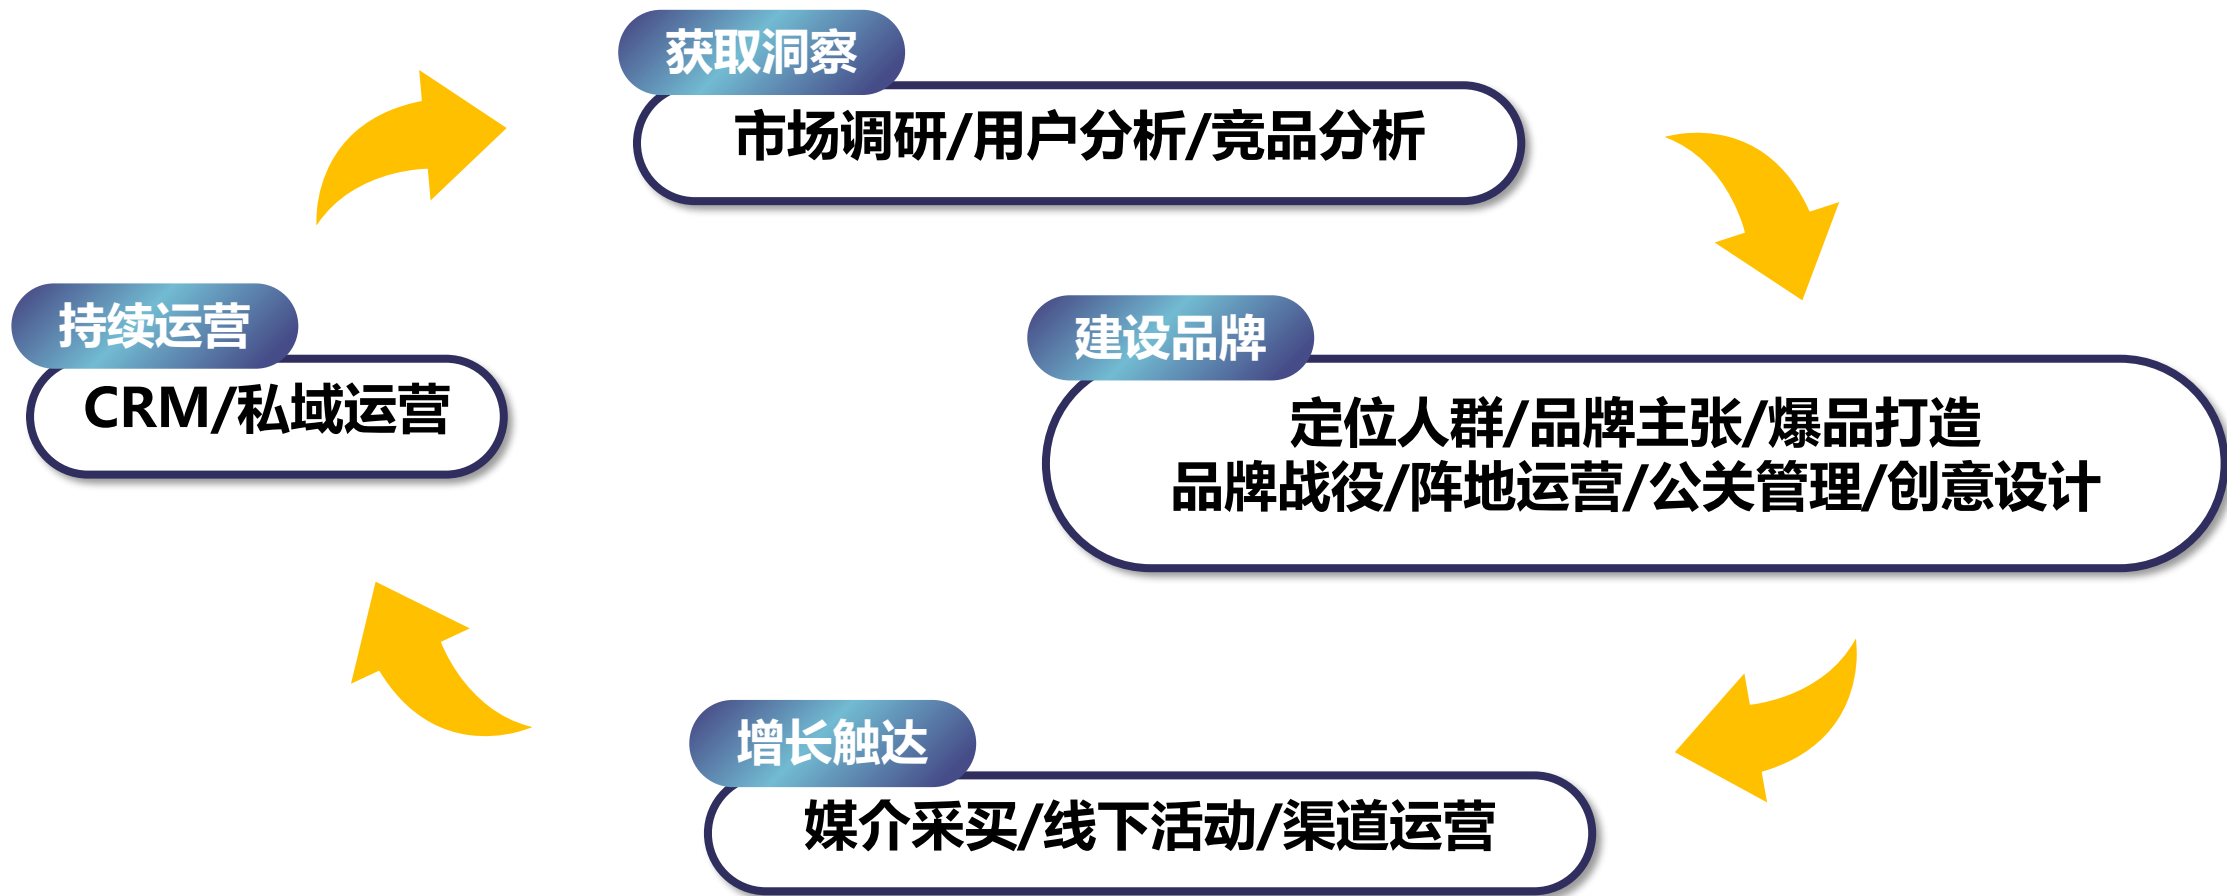 获取洞察
市场调研/用户分析/竞品分析
持续运营
CRM/私域运营
建设品牌
定位人群/品牌主张/爆品打造
品牌战役/阵地运营/公关管理/创意设计
增长触达
媒介采买/线下活动/渠道运营